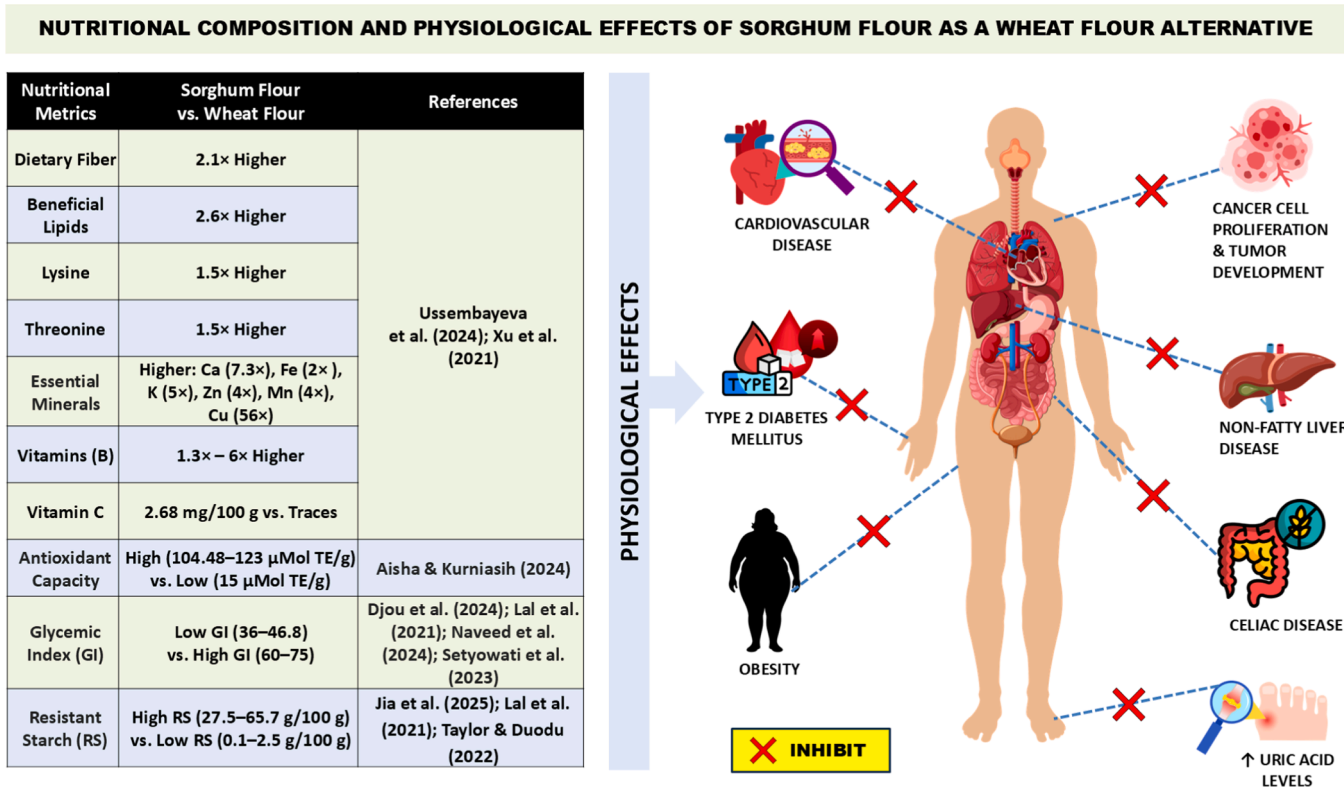 NUTRITIONAL COMPOSITION AND PHYSIOLOGICAL EFFECTS OF SORGHUM FLOUR AS A WHEAT FLOUR ALTERNATIVE
Nutritional
Metrics
Sorghum Flour
vs. Wheat Flour
References
Dietary Fiber
2.1× Higher
Beneficial
Lipids
2.6× Higher
Lysine
1.5× Higher
Threonine
1.5× Higher
Essential
Minerals
Higher: Ca (7.3×), Fe (2× ),
K (5×), Zn (4×), Mn (4×),
Cu (56×)
Vitamins (B)
1.3× – 6× Higher
Vitamin C
2.68 mg/100 g vs. Traces
Ussembayeva
et al. (2024); Xu et al.
(2021)
Antioxidant
Capacity
High (104.48–123 µMol TE/g)
vs. Low (15 µMol TE/g)
Aisha & Kurniasih (2024)
Glycemic
Index (GI)
Low GI (36–46.8)
vs. High GI (60–75)
Djou et al. (2024); Lal et al.
(2021); Naveed et al.
(2024); Setyowati et al.
(2023)
Resistant
Starch (RS)
High RS (27.5–65.7 g/100 g)
vs. Low RS (0.1–2.5 g/100 g)
Jia et al. (2025); Lal et al.
(2021); Taylor & Duodu
(2022)
PHYSIOLOGICAL EFFECTS
CARDIOVASCULAR
DISEASE
TYPE 2
TYPE 2 DIABETES
MELLITUS
OBESITY
INHIBIT
CANCER CELL
PROLIFERATION
& TUMOR
DEVELOPMENT
NON-FATTY LIVER
DISEASE
CELIAC DISEASE
↑ URIC ACID
LEVELS